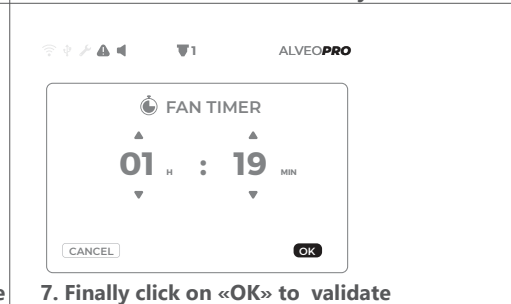 1 ALVEOPRO
FAN TIMER
01 H : 19 MIN
CANCEL OK
e 7. Finally click on «OK» to validate